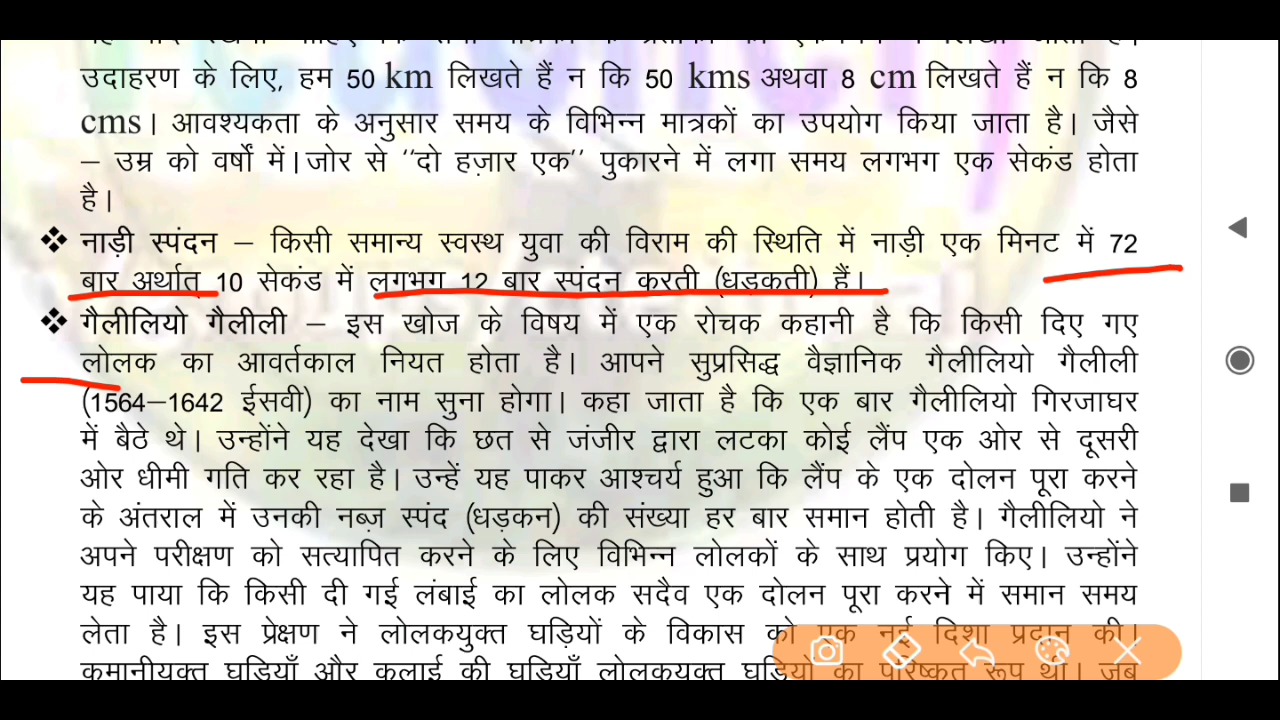 उदाहरण के लिए, हम 50 km लिखते हैं न कि 50 kms अथवा 8 cm लिखते हैं न कि 8
cms। आवश्यकता के अनुसार समय के विभिन्न मात्रकों का उपयोग किया जाता है। जैसे
– उम्र को वर्षों में। जोर से "दो हज़ार एक" पुकारने में लगा समय लगभग एक सेकंड होता
है।
❖ नाड़ी स्पंदन – किसी समान्य स्वस्थ युवा की विराम की स्थिति में नाड़ी एक मिनट में 72
बार अर्थात् 10 सेकंड में लगभग 12 बार स्पंदन करती (धड़कती) हैं।
❖ गैलीलियो गैलीली – इस खोज के विषय में एक रोचक कहानी है कि किसी दिए गए
लोलक का आवर्तकाल नियत होता है। आपने सुप्रसिद्ध वैज्ञानिक गैलीलियो गैलीली
(1564–1642 ईसवी) का नाम सुना होगा। कहा जाता है कि एक बार गैलीलियो गिरजाघर
में बैठे थे। उन्होंने यह देखा कि छत से जंजीर द्वारा लटका कोई लैंप एक ओर से दूसरी
ओर धीमी गति कर रहा है। उन्हें यह पाकर आश्चर्य हुआ कि लैंप के एक दोलन पूरा करने
के अंतराल में उनकी नब्ज़ स्पंद (धड़कन) की संख्या हर बार समान होती है। गैलीलियो ने
अपने परीक्षण को सत्यापित करने के लिए विभिन्न लोलकों के साथ प्रयोग किए। उन्होंने
यह पाया कि किसी दी गई लंबाई का लोलक सदैव एक दोलन पूरा करने में समान समय
लेता है। इस प्रेक्षण ने लोलकयुक्त घड़ियों के विकास को एक नई दिशा प्रदान की।
कमानीयुक्त घड़ियाँ और कलाई की घड़ियाँ लोलकयुक्त घड़ियों का परिष्कृत रूप थीं। जब